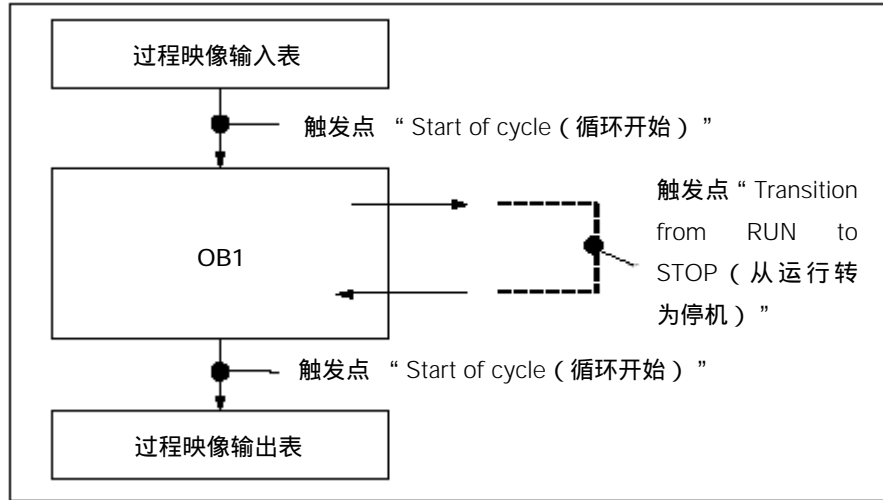 过程映像输入表
触发点 “ Start of cycle ( 循环开始 ) ”
触发点 “ Transition
from RUN to
STOP ( 从运行转
为停机 ) ”
OB1
触发点 “ Start of cycle ( 循环开始 ) ”
过程映像输出表